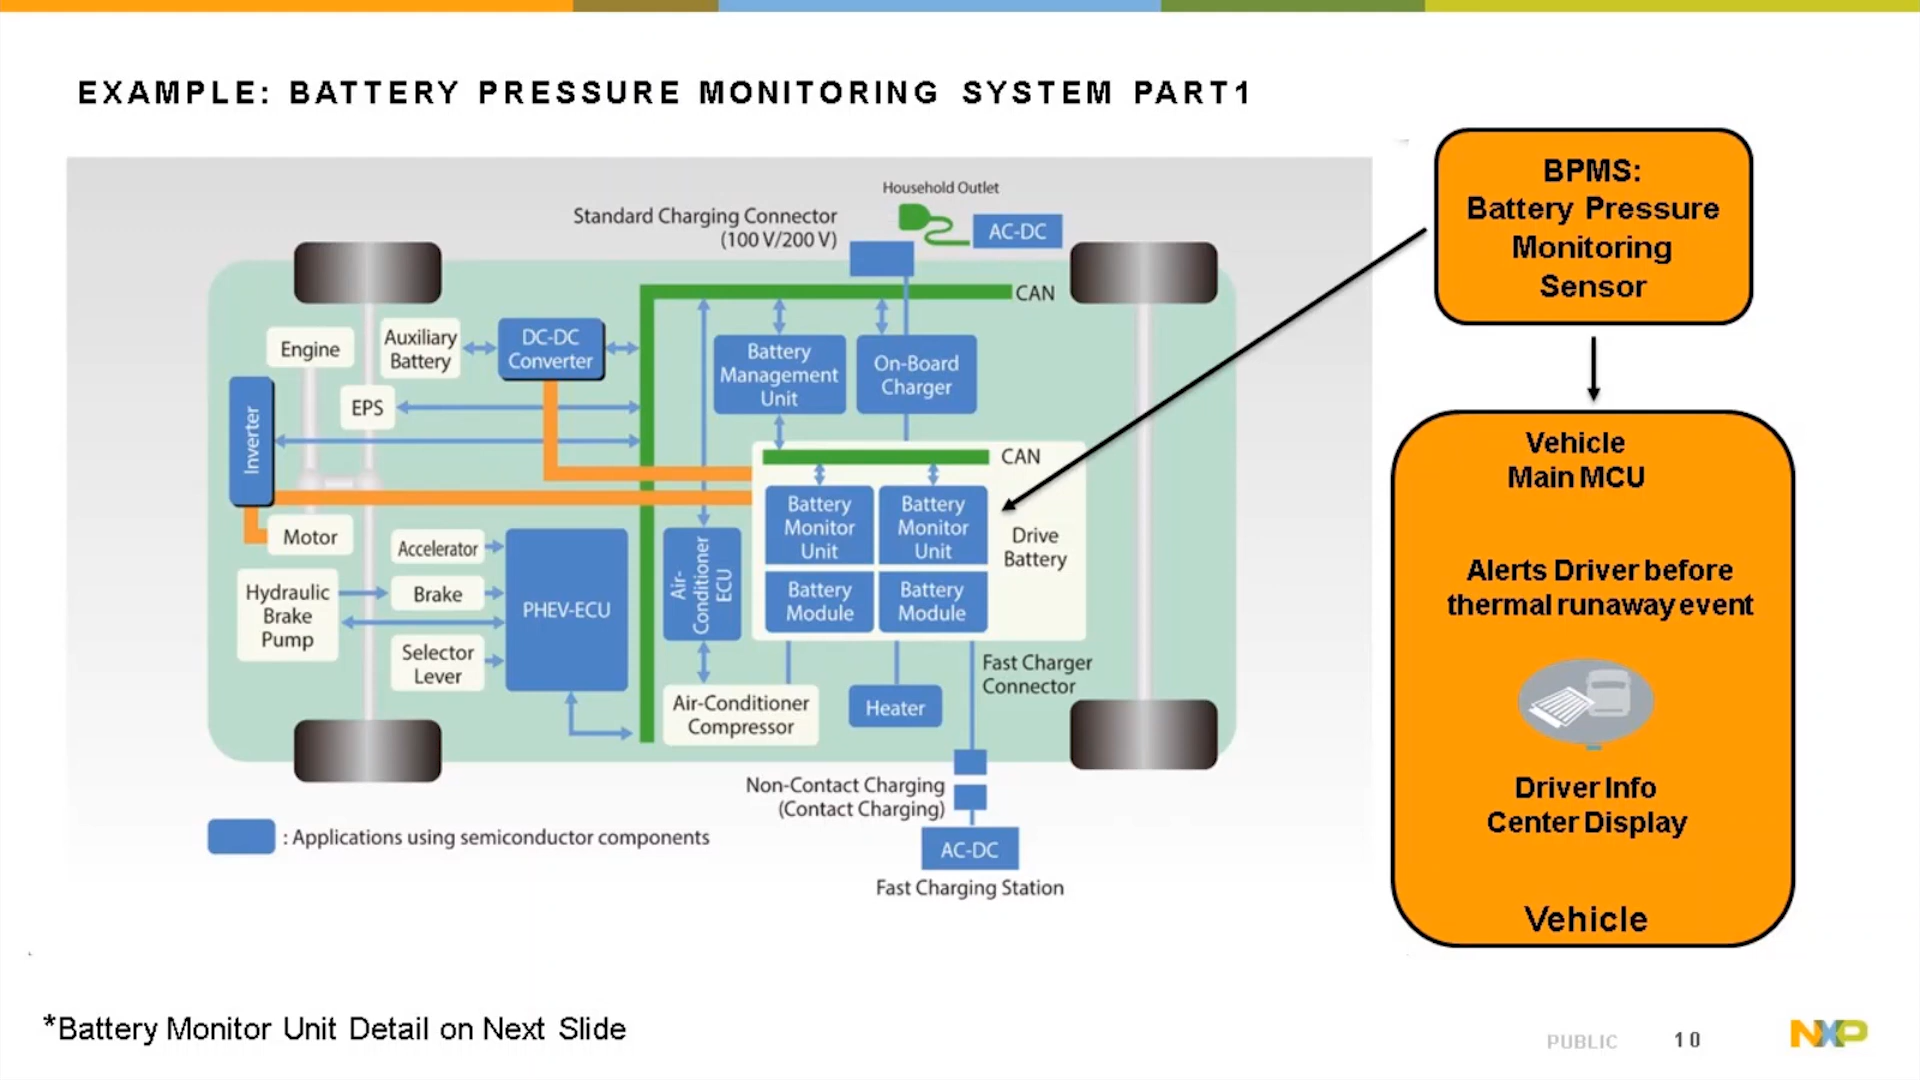 EXAMPLE: BATTERY PRESSURE MONITORING SYSTEM PART1
Household Outlet
Standard Charging Connector
(100 V/200 V)
AC-DC
CAN
Engine
Auxiliary
Battery
DC-DC
Converter
Battery
Management
Unit
On-Board
Charger
EPS
Inverter
CAN
Battery
Monitor
Unit
Battery
Monitor
Unit
Drive
Battery
Motor
Accelerator
Hydraulic
Brake
Pump
Brake
PHEV-ECU
Air-
Conditioner
ECU
Battery
Module
Battery
Module
Selector
Lever
Fast Charger
Connector
Air-Conditioner
Compressor
Heater
Non-Contact Charging
(Contact Charging)
: Applications using semiconductor components
AC-DC
Fast Charging Station
BPMS:
Battery Pressure
Monitoring
Sensor
Vehicle
Main MCU
Alerts Driver before
thermal runaway event
Driver Info
Center Display
Vehicle
*Battery Monitor Unit Detail on Next Slide
PUBLIC
10
NXP